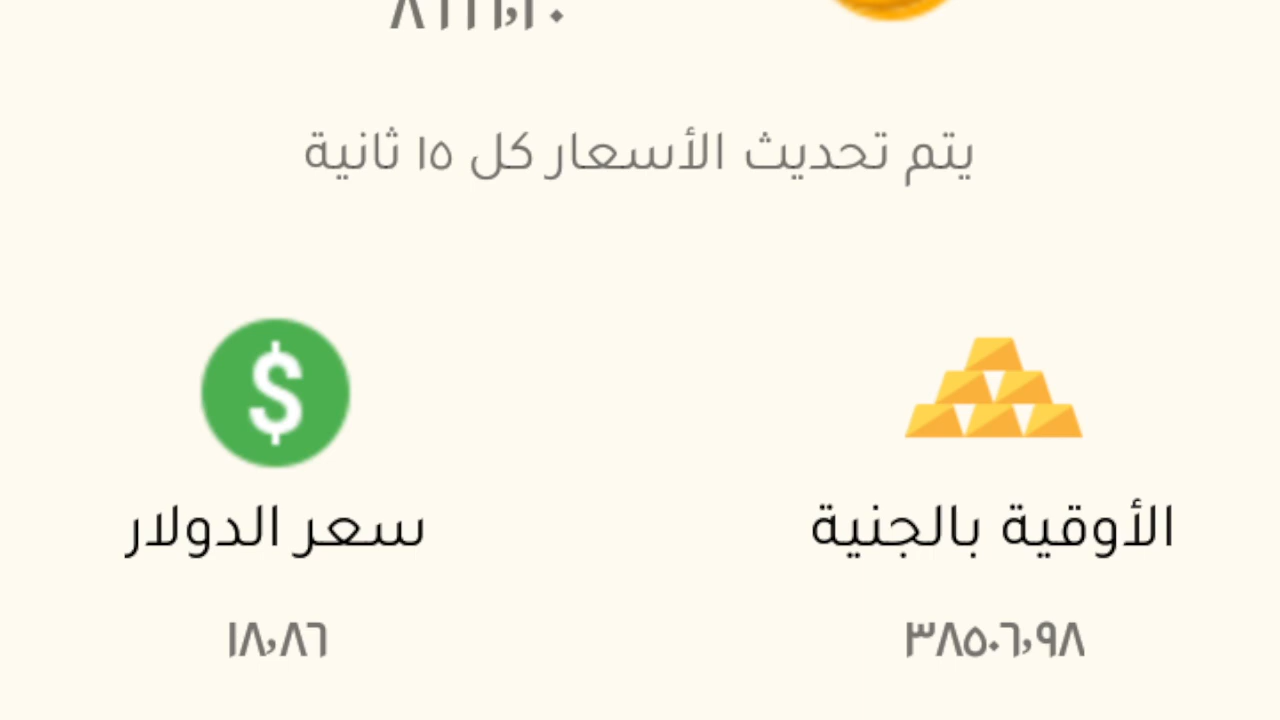 يتم تحديث الأسعار كل ١٥ ثانية
الأوقية بالجنية
٣٨٥٠٦٫٩٨
سعر الدولار
١٨٫٨٦